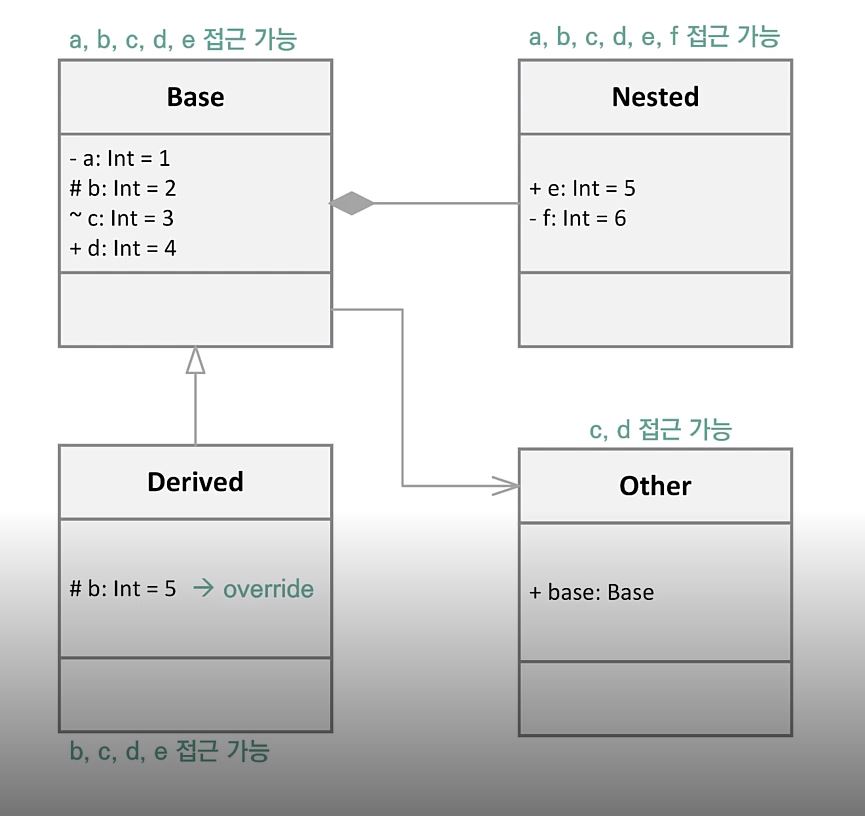 a, b, c, d, e 접근 가능
Base
- a: Int = 1
# b: Int = 2
~ c: Int = 3
+ d: Int = 4
a, b, c, d, e, f 접근 가능
Nested
+ e: Int = 5
- f: Int = 6
Derived
# b: Int = 5 → override
b, c, d, e 접근 가능
c, d 접근 가능
Other
+ base: Base